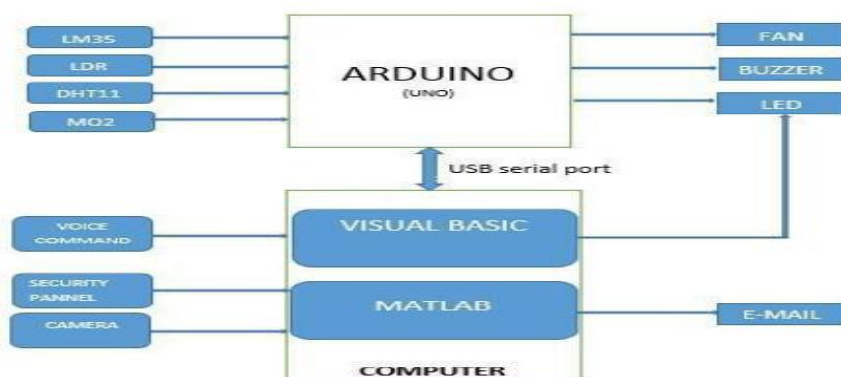 LM35
LDR
DHT11
MQ2
ARDUINO
(UNO)
FAN
BUZZER
LED
USB serial port
VOICE
COMMAND
SECURITY
PANNEL
CAMERA
VISUAL BASIC
MATLAB
COMPUTER
E-MAIL